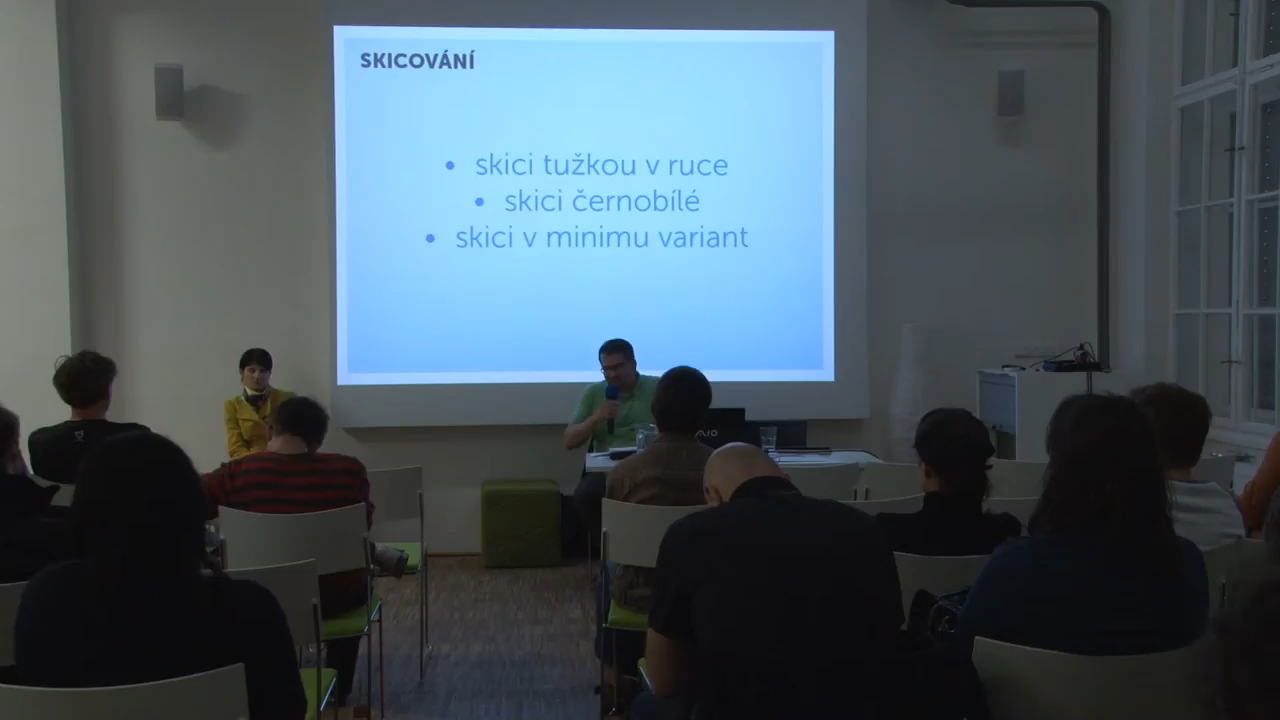 SKICOVÁNÍ
• skici tužkou v ruce
• skici černobílé
• skici v minimu variant